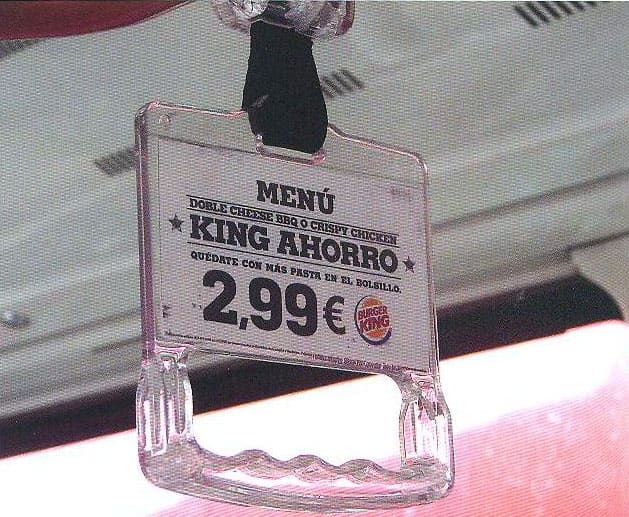 MENÚ
DOBLE CHEESE BBQ O CRISPY CHICKEN
KING AHORRO
QUÉDATE CON MÁS PASTA EN EL BOLSILLO.
2,99€
BURGER
KING